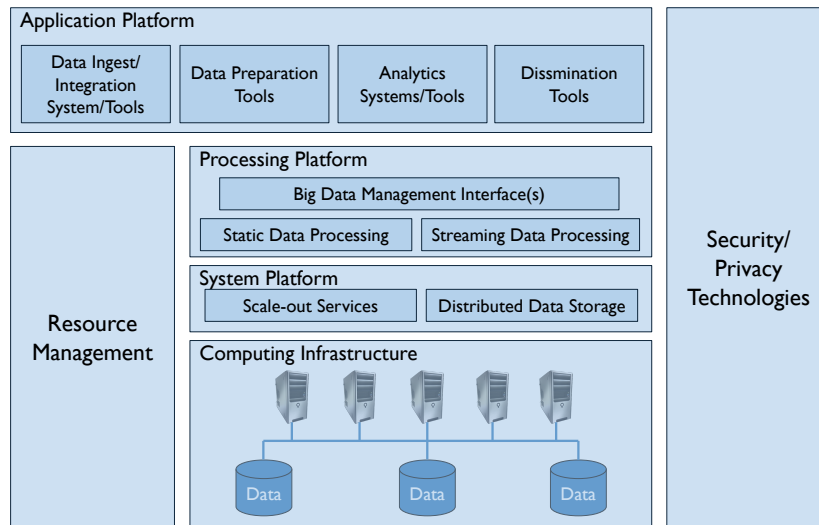 Application Platform
Data Ingest/
Integration
System/Tools
Data Preparation
Tools
Analytics
Systems/Tools
Dissmination
Tools
Security/
Privacy
Technologies
Resource
Management
Processing Platform
Big Data Management Interface(s)
Static Data Processing
Streaming Data Processing
System Platform
Scale-out Services
Distributed Data Storage
Computing Infrastructure
Data
Data
Data